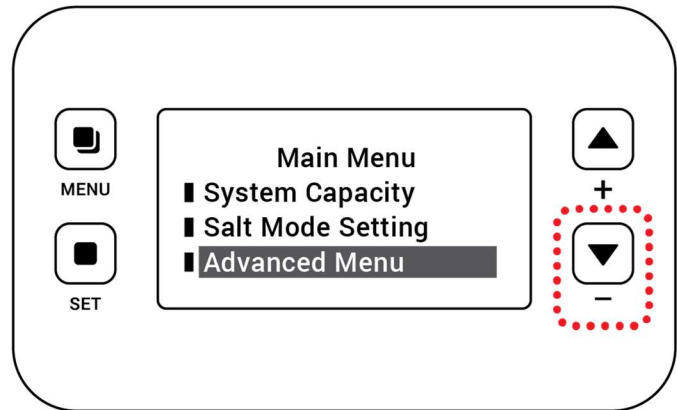 Main Menu
System Capacity
Salt Mode Setting
Advanced Menu
MENU
SET
+
−